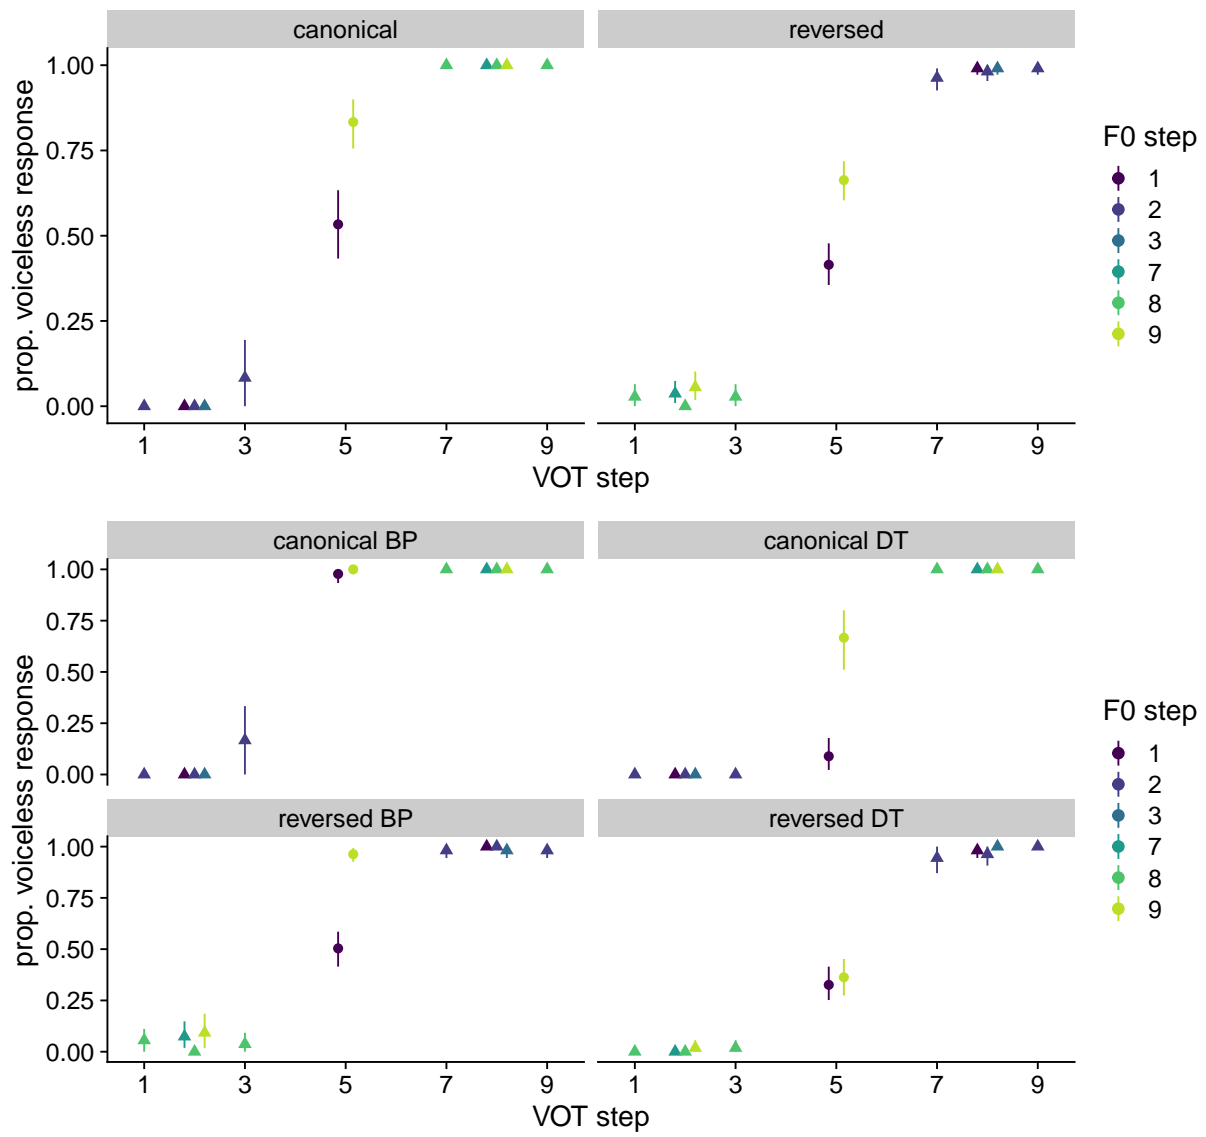 canonical reversed
1.00
0.75
0.50
0.25
0.00
prop. voiceless response
1 3 5 7 9 1 3 5 7 9
VOT step
F0 step
1
2
3
7
8
9
canonical BP canonical DT
1.00
0.75
0.50
0.25
0.00
reversed BP reversed DT
1.00
0.75
0.50
0.25
0.00
prop. voiceless response
1 3 5 7 9 1 3 5 7 9
VOT step
F0 step
1
2
3
7
8
9